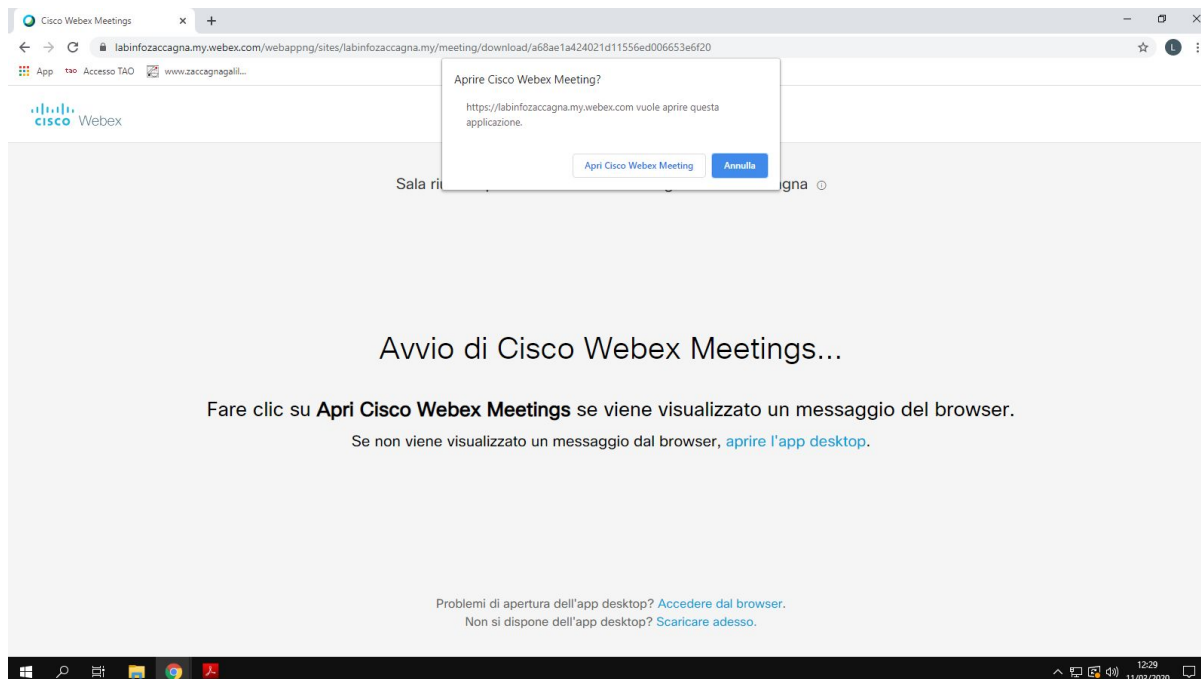 Cisco Webex Meetings
labinfozaccagna.my.webex.com/webappng/sites/labinfozaccagna.my/meeting/download/a68ae1a424021d11556ed006653e6f20
L
App tao Accesso TAO www.zaccagnagalil...
Aprire Cisco Webex Meeting?
https://labinfozaccagna.my.webex.com vuole aprire questa
applicazione.
Apri Cisco Webex Meeting Annulla
cisco Webex
Sala
Avvio di Cisco Webex Meetings...
Fare clic su Apri Cisco Webex Meetings se viene visualizzato un messaggio del browser.
Se non viene visualizzato un messaggio dal browser, aprire l'app desktop.
Problemi di apertura dell'app desktop? Accedere dal browser.
Non si dispone dell'app desktop? Scaricare adesso.
12:29
11/03/2020